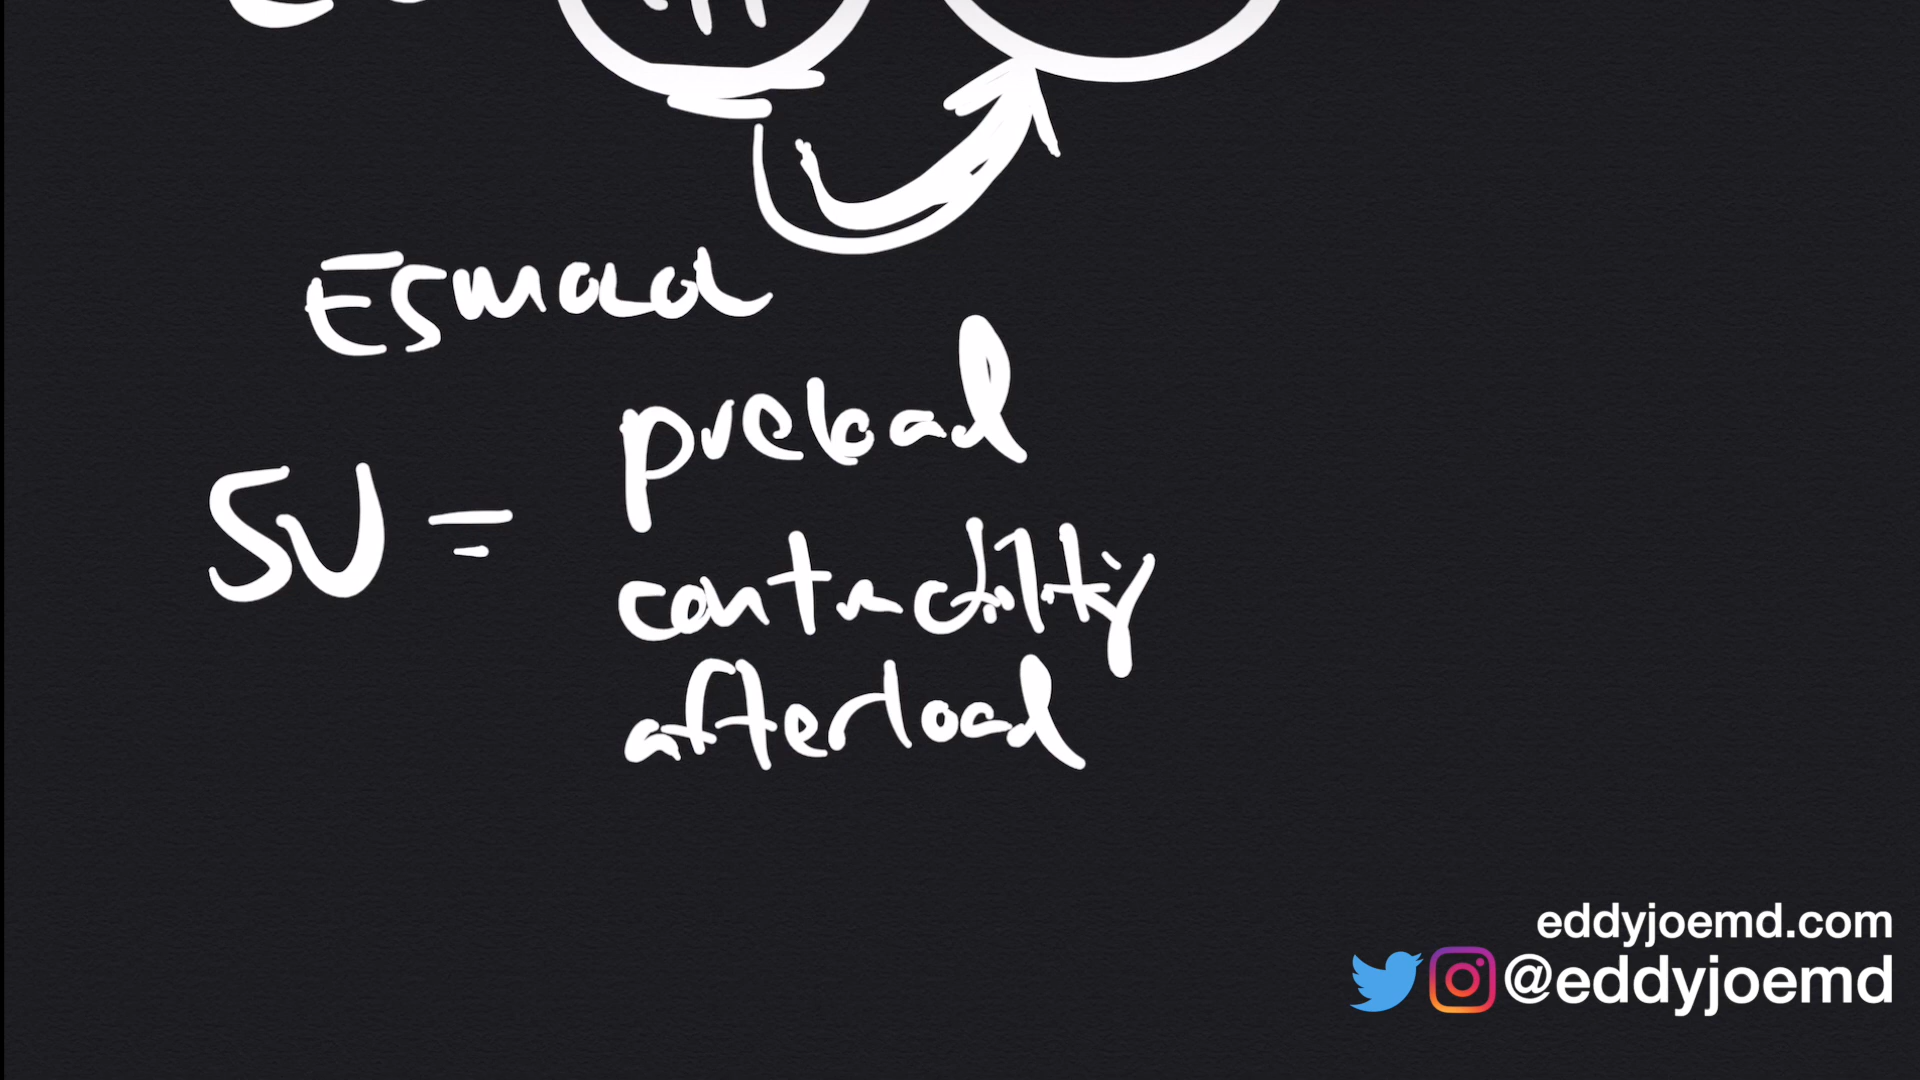 Esmolol
SV = preload
contractility
afterload
eddyjoemd.com
@eddyjoemd